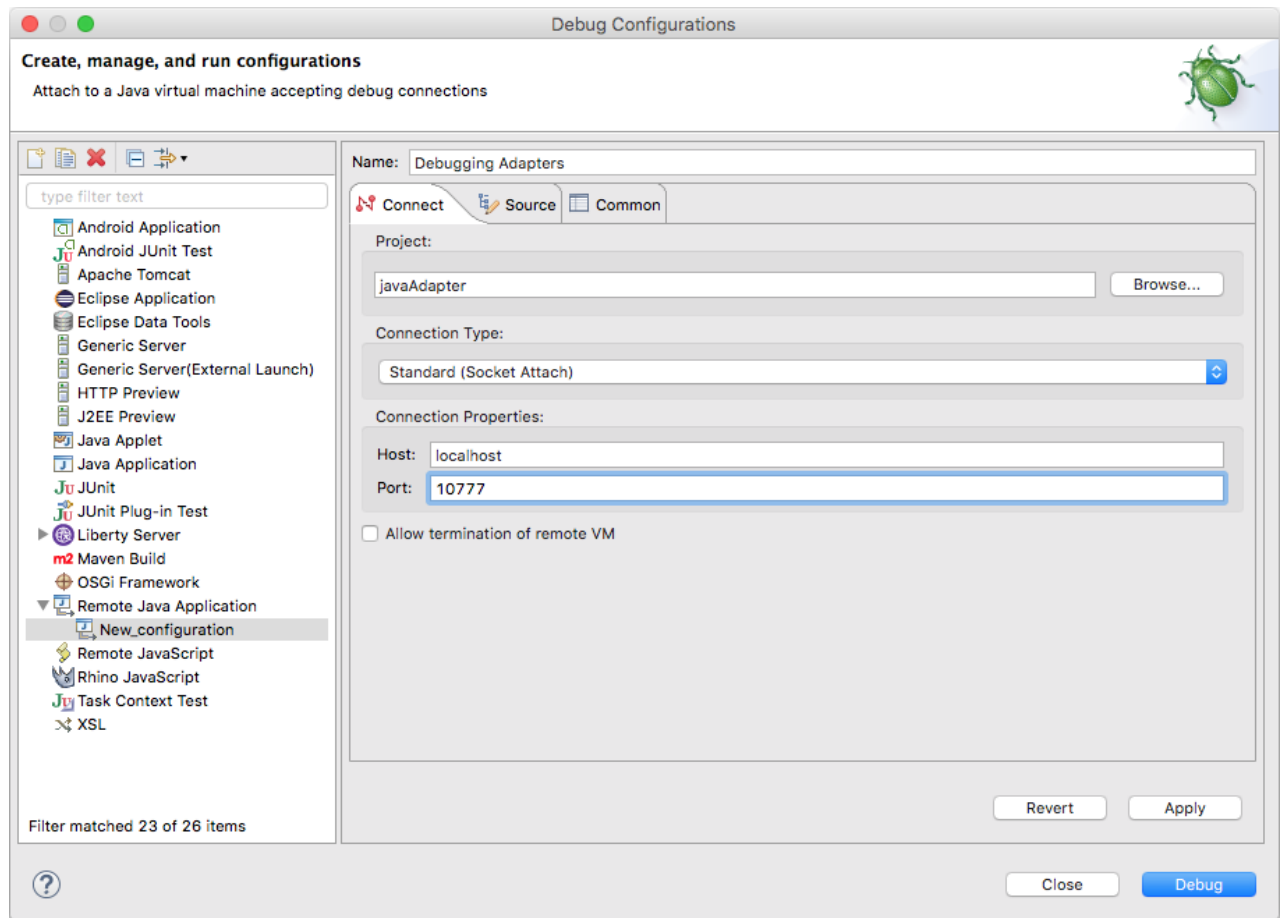 Debug Configurations
Create, manage, and run configurations
Attach to a Java virtual machine accepting debug connections
type filter text
Android Application
Ju Android JUnit Test
Apache Tomcat
Eclipse Application
Eclipse Data Tools
Generic Server
Generic Server(External Launch)
HTTP Preview
J2EE Preview
Java Applet
Java Application
Ju JUnit
JUnit Plug-in Test
Liberty Server
m2 Maven Build
OSGi Framework
Remote Java Application
New_configuration
Remote JavaScript
Rhino JavaScript
Ju Task Context Test
XSL
Filter matched 23 of 26 items
Name: Debugging Adapters
Connect Source Common
Project:
javaAdapter Browse...
Connection Type:
Standard (Socket Attach)
Connection Properties:
Host: localhost
Port: 10777
Allow termination of remote VM
Revert Apply
? Close Debug